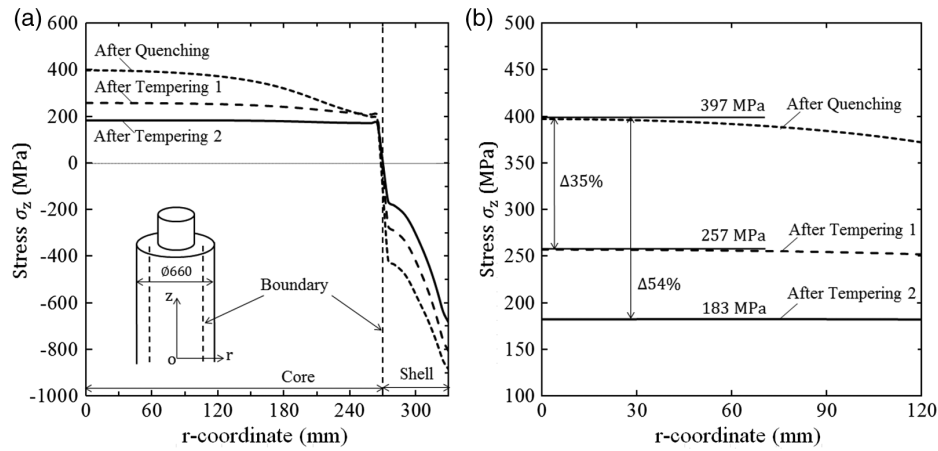 (a)
600
400
200
0
-200
-400
-600
-800
-1000
Stress σz (MPa)
After Quenching
After Tempering 1
After Tempering 2
Ø660
z
o
r
Boundary
Core
Shell
0 60 120 180 240 300
r-coordinate (mm)
(b)
500
450
400
350
300
250
200
150
100
Stress σz (MPa)
397 MPa
After Quenching
Δ35%
257 MPa
After Tempering 1
Δ54%
183 MPa
After Tempering 2
0 30 60 90 120
r-coordinate (mm)